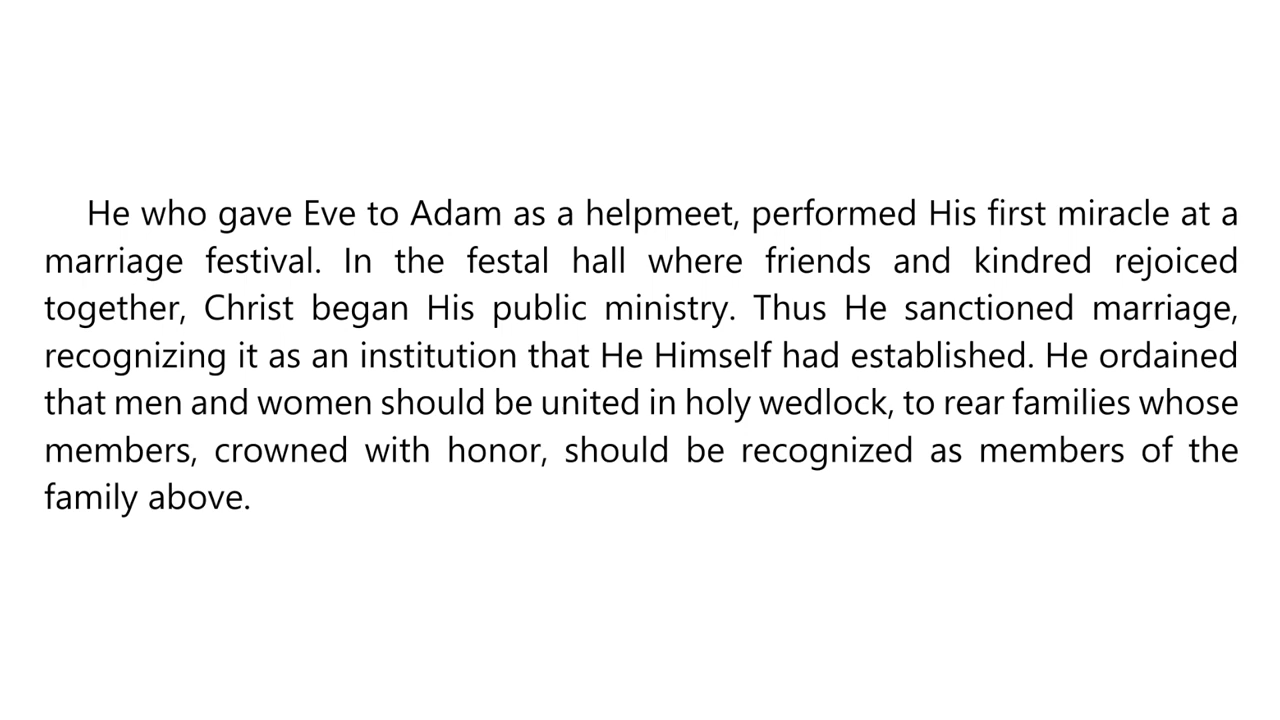 He who gave Eve to Adam as a helpmeet, performed His first miracle at a
marriage festival. In the festal hall where friends and kindred rejoiced
together, Christ began His public ministry. Thus He sanctioned marriage,
recognizing it as an institution that He Himself had established. He ordained
that men and women should be united in holy wedlock, to rear families whose
members, crowned with honor, should be recognized as members of the
family above.